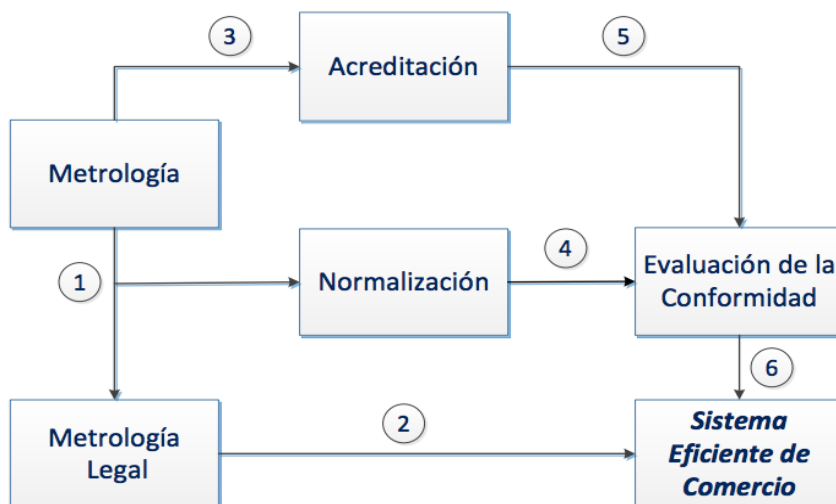 3
Acreditación
5
Metrología
1
Normalización
4
Evaluación de la
Conformidad
6
Metrología
Legal
2
Sistema
Eficiente de
Comercio